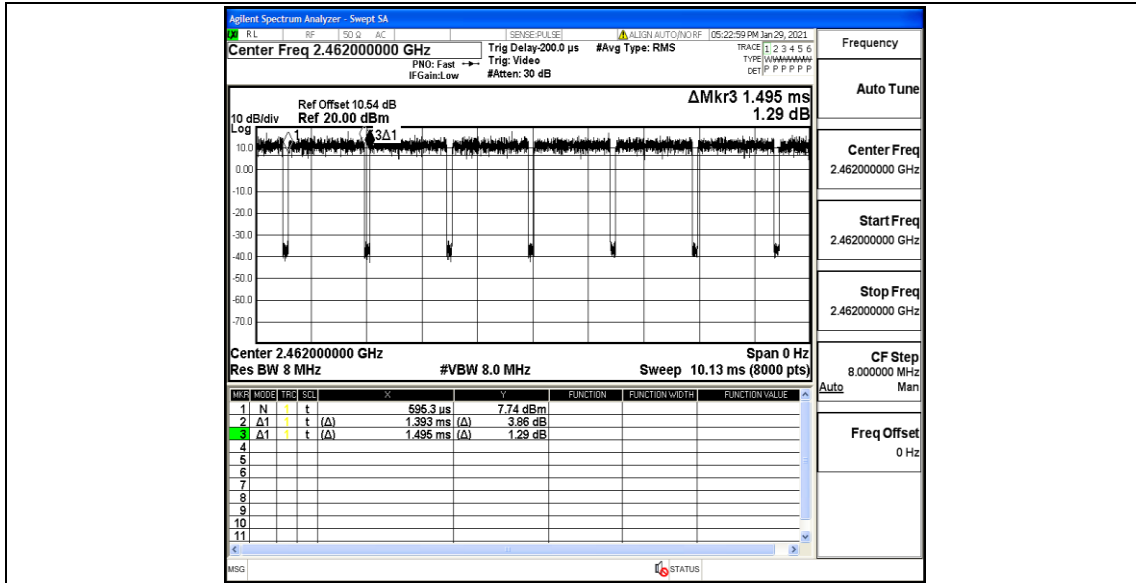 Agilent Spectrum Analyzer - Swept SA
RL RF 50 Ω AC SENSE:PULSE ALIGN AUTO/NO RF 05:22:59 PM Jan 29, 2021
Center Freq 2.462000000 GHz
PNO: Fast
IFGain:Low
Trig Delay-200.0 µs
Trig: Video
#Atten: 30 dB
#Avg Type: RMS
TRACE 1 2 3 4 5 6
TYPE
DET P P P P P P
ΔMkr3 1.495 ms
1.29 dB
Ref Offset 10.54 dB
10 dB/div Ref 20.00 dBm
Log
1
3Δ1
10.0
0.00
-10.0
-20.0
-30.0
-40.0
-50.0
-60.0
-70.0
Center 2.462000000 GHz Span 0 Hz
Res BW 8 MHz #VBW 8.0 MHz Sweep 10.13 ms (8000 pts)
MKR MODE TRC SCL X Y FUNCTION FUNCTION WIDTH FUNCTION VALUE
1 N 1 t 595.3 µs 7.74 dBm
2 Δ1 1 t (Δ) 1.393 ms (Δ) 3.86 dB
3 Δ1 1 t (Δ) 1.495 ms (Δ) 1.29 dB
4
5
6
7
8
9
10
11
MSG STATUS
Frequency
Auto Tune
Center Freq
2.462000000 GHz
Start Freq
2.462000000 GHz
Stop Freq
2.462000000 GHz
CF Step
8.000000 MHz
Auto Man
Freq Offset
0 Hz